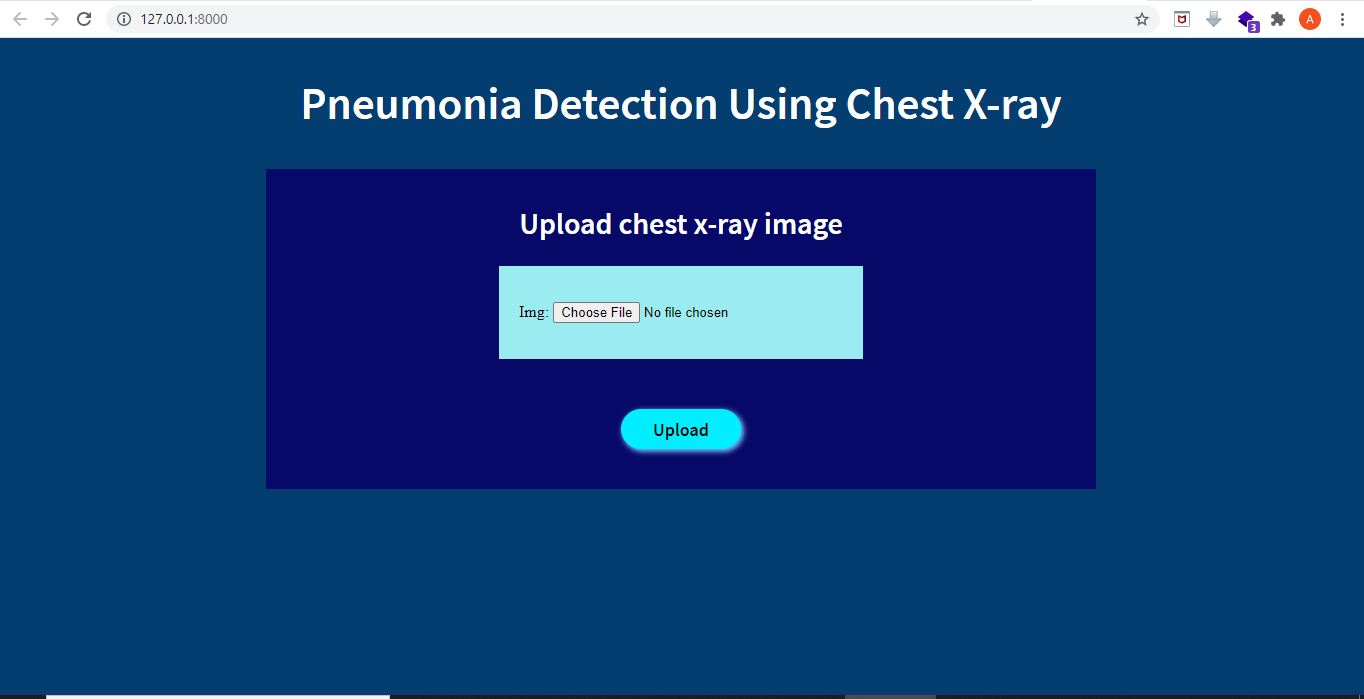 127.0.0.1:8000
3
A
Pneumonia Detection Using Chest X-ray
Upload chest x-ray image
Img: Choose File No file chosen
Upload